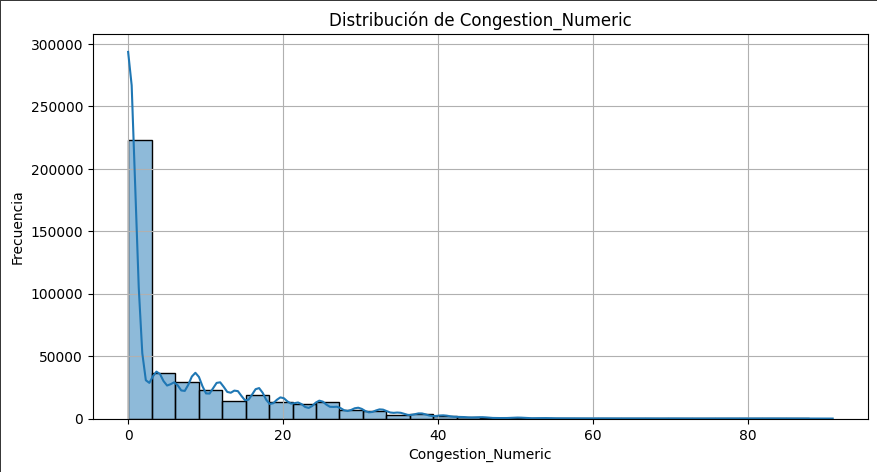 Distribución de Congestion_Numeric
300000
250000
200000
150000
100000
50000
0
Frecuencia
0 20 40 60 80
Congestion_Numeric